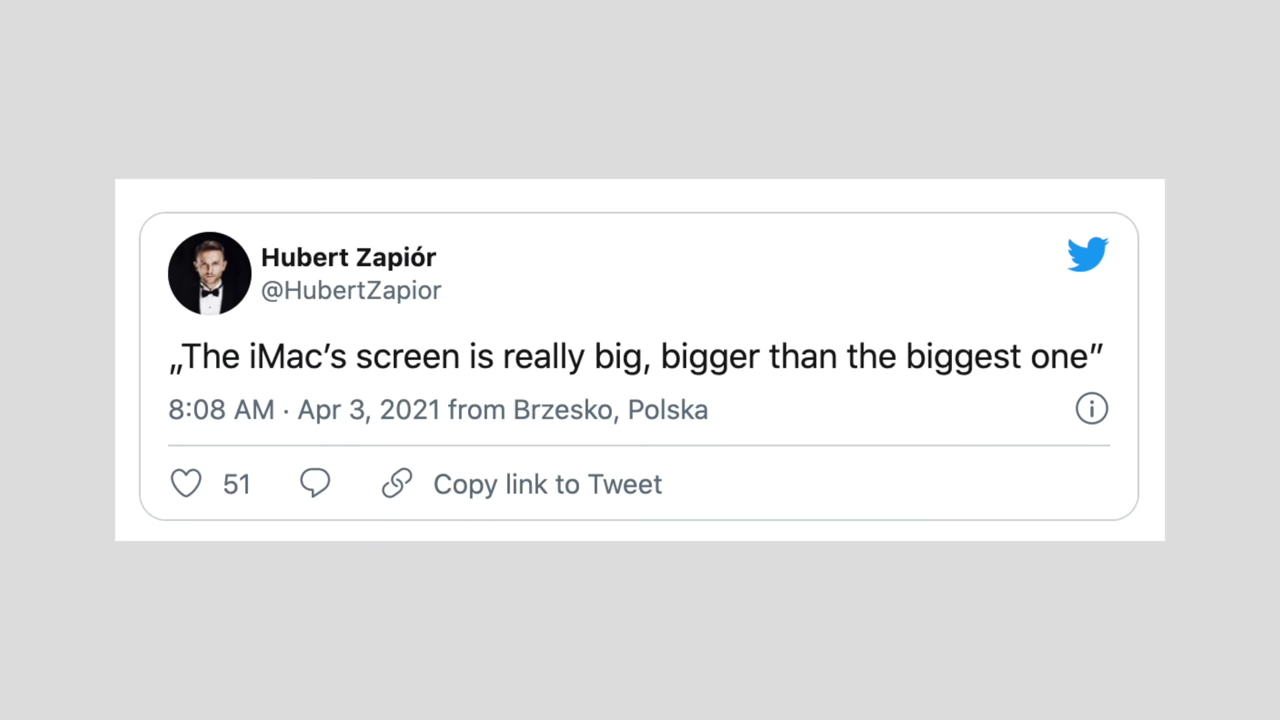 Hubert Zapiór
@HubertZapior
„The iMac’s screen is really big, bigger than the biggest one”
8:08 AM · Apr 3, 2021 from Brzesko, Polska
51 Copy link to Tweet